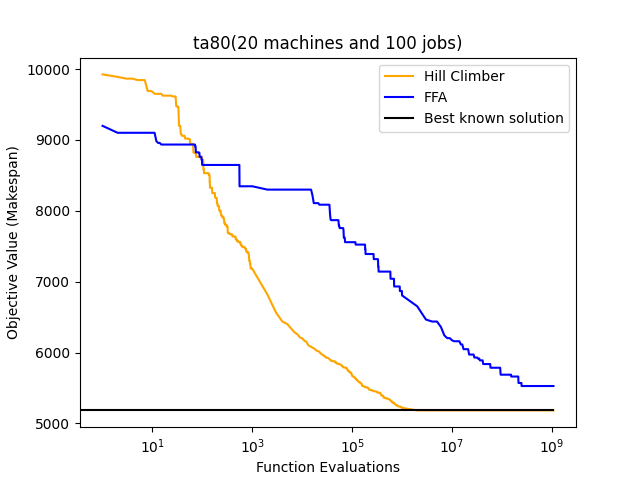 ta80(20 machines and 100 jobs)
Objective Value (Makespan)
10000
9000
8000
7000
6000
5000
Hill Climber
FFA
Best known solution
10¹ 10³ 10⁵ 10⁷ 10⁹
Function Evaluations